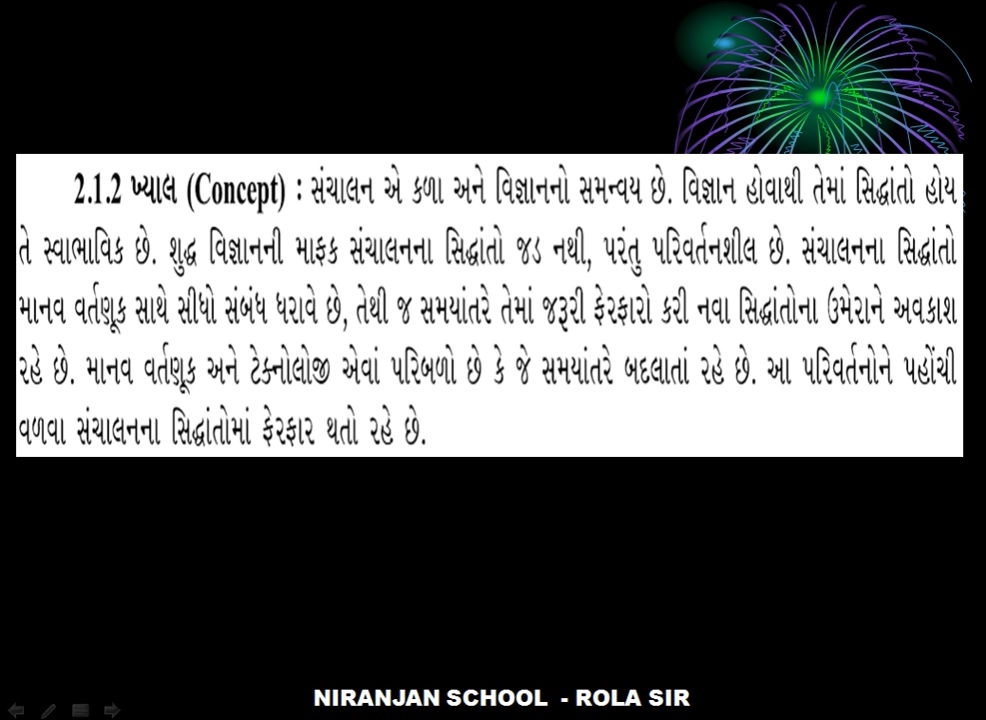 2.1.2 ખ્યાલ (Concept) : સંચાલન એ કળા અને વિજ્ઞાનનો સમન્વય છે. વિજ્ઞાન હોવાથી તેમાં સિદ્ધાંતો હોય
તે સ્વાભાવિક છે. શુદ્ધ વિજ્ઞાનની માફક સંચાલનના સિદ્ધાંતો જડ નથી, પરંતુ પરિવર્તનશીલ છે. સંચાલનના સિદ્ધાંતો
માનવ વર્તણૂક સાથે સીધો સંબંધ ધરાવે છે, તેથી જ સમયાંતરે તેમાં જરૂરી ફેરફારો કરી નવા સિદ્ધાંતોના ઉમેરાને અવકાશ
રહે છે. માનવ વર્તણૂક અને ટેક્નોલોજી એવાં પરિબળો છે કે જે સમયાંતરે બદલાતાં રહે છે. આ પરિવર્તનોને પહોંચી
વળવા સંચાલનના સિદ્ધાંતોમાં ફેરફાર થતો રહે છે.
NIRANJAN SCHOOL - ROLA SIR